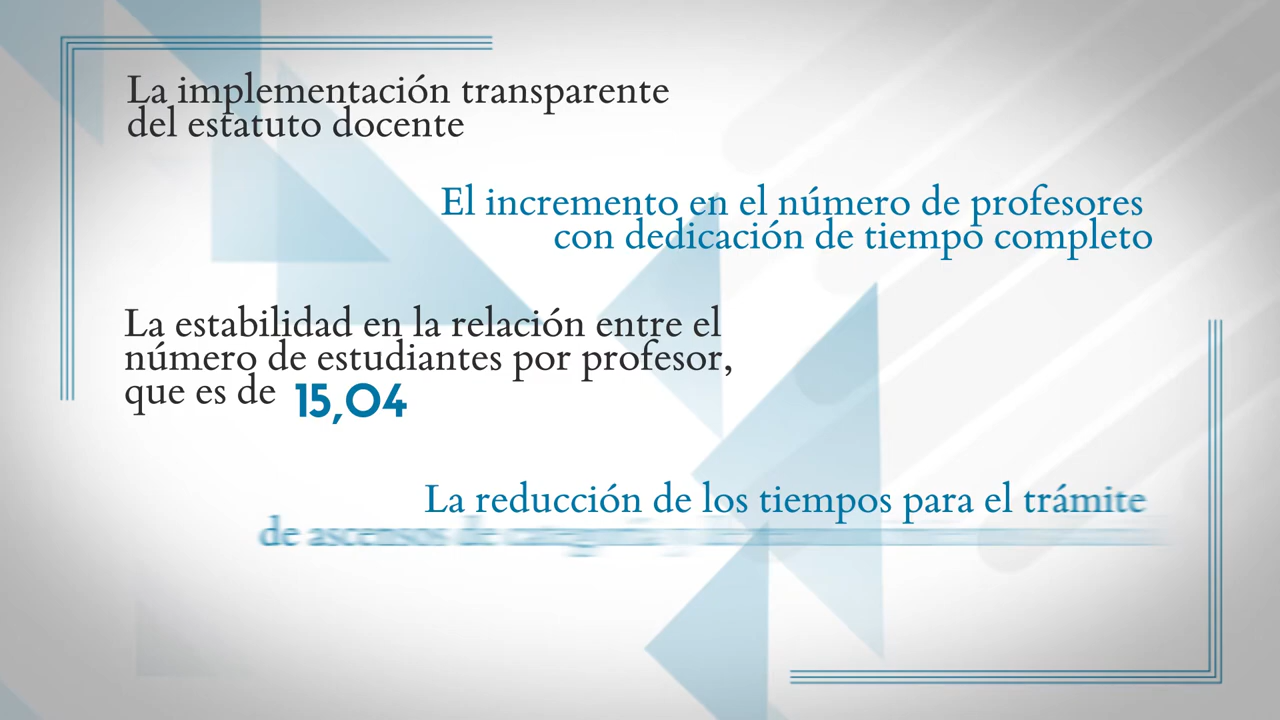 La implementación transparente
del estatuto docente
El incremento en el número de profesores
con dedicación de tiempo completo
La estabilidad en la relación entre el
número de estudiantes por profesor,
que es de 15,04
La reducción de los tiempos para el trámite
de ascensos de categoría y